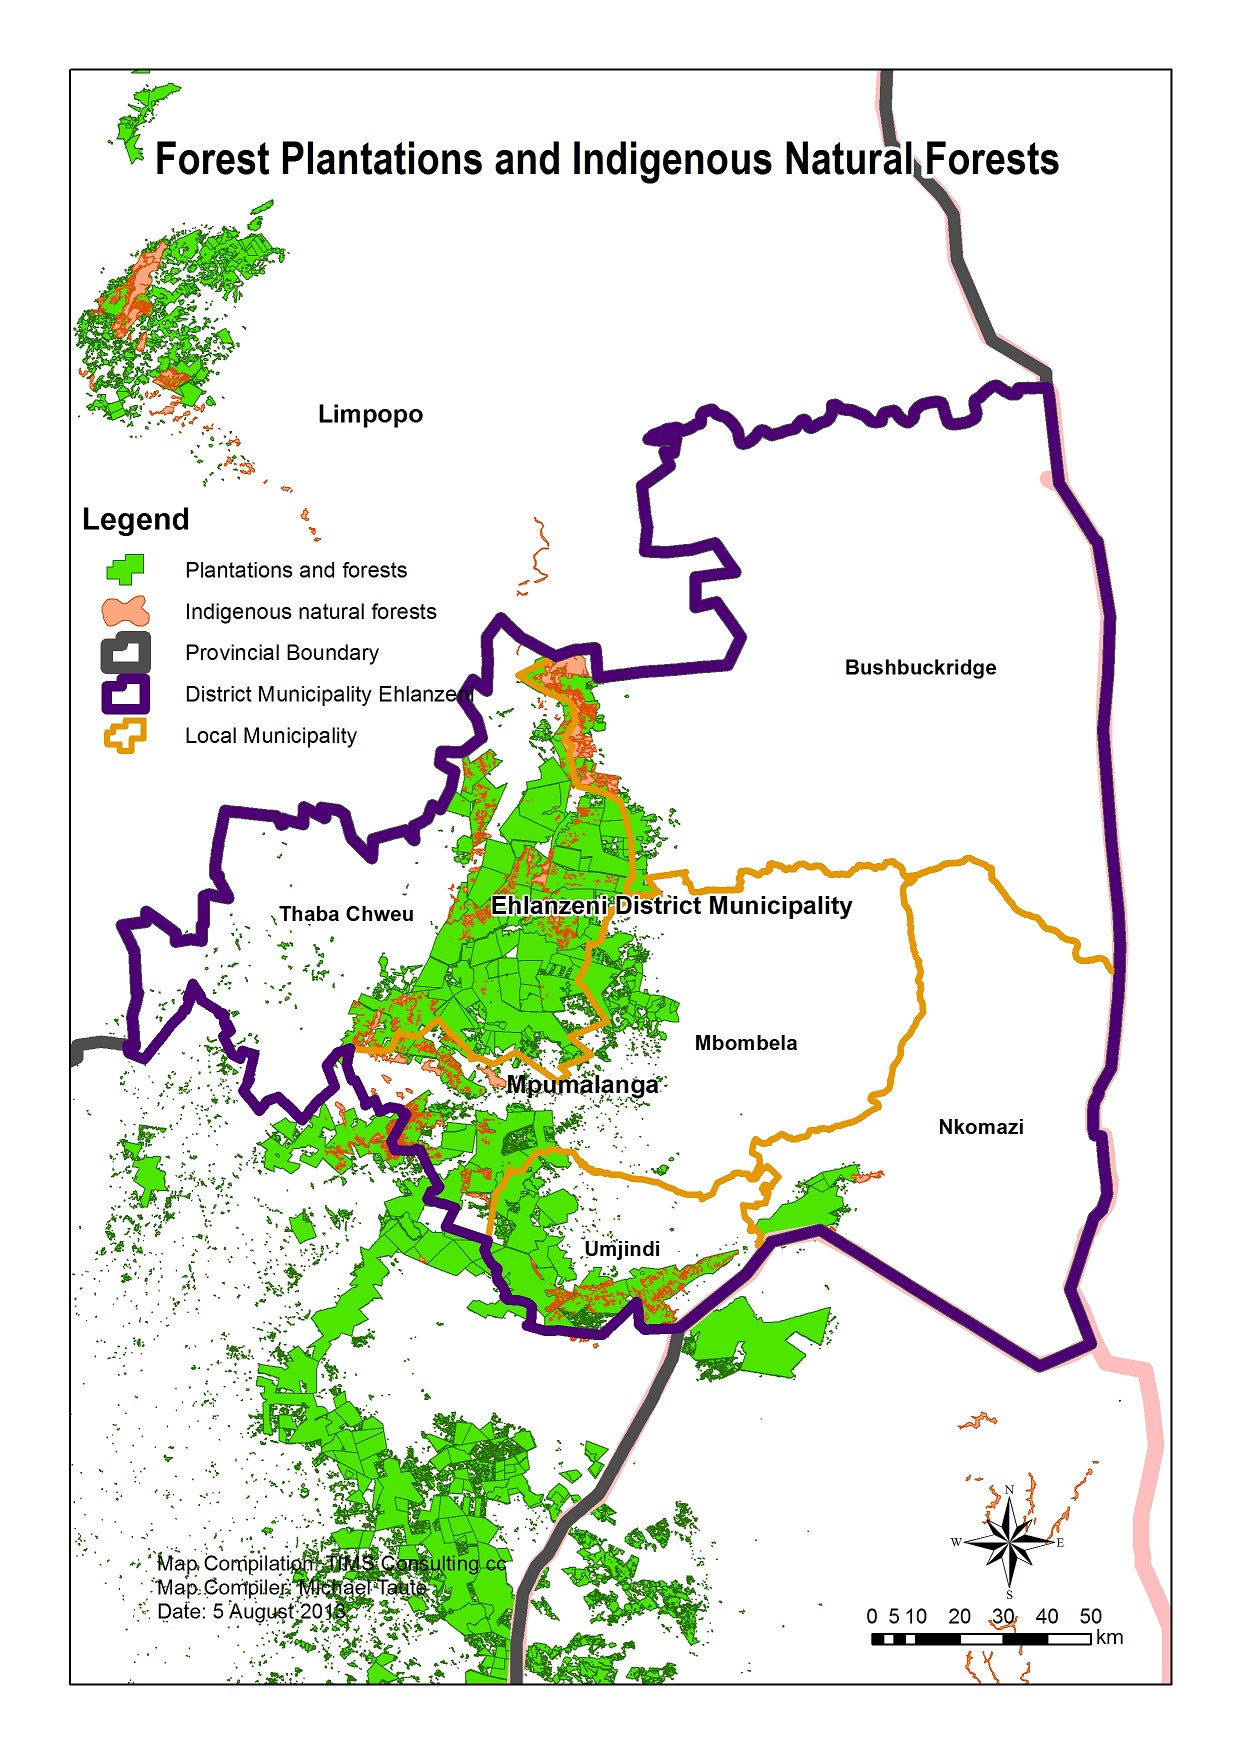 Forest Plantations and Indigenous Natural Forests
Limpopo
Legend
Plantations and forests
Indigenous natural forests
Provincial Boundary
District Municipality Ehlanzeni
Local Municipality
Bushbuckridge
Thaba Chweu
Ehlanzeni District Municipality
Mbombela
Mpumalanga
Nkomazi
Umjindi
N
W
E
S
Map Compilation: TIMS Consulting cc
Map Compiler: Michael Taute
Date: 5 August 2013
0 5 10 20 30 40 50
km